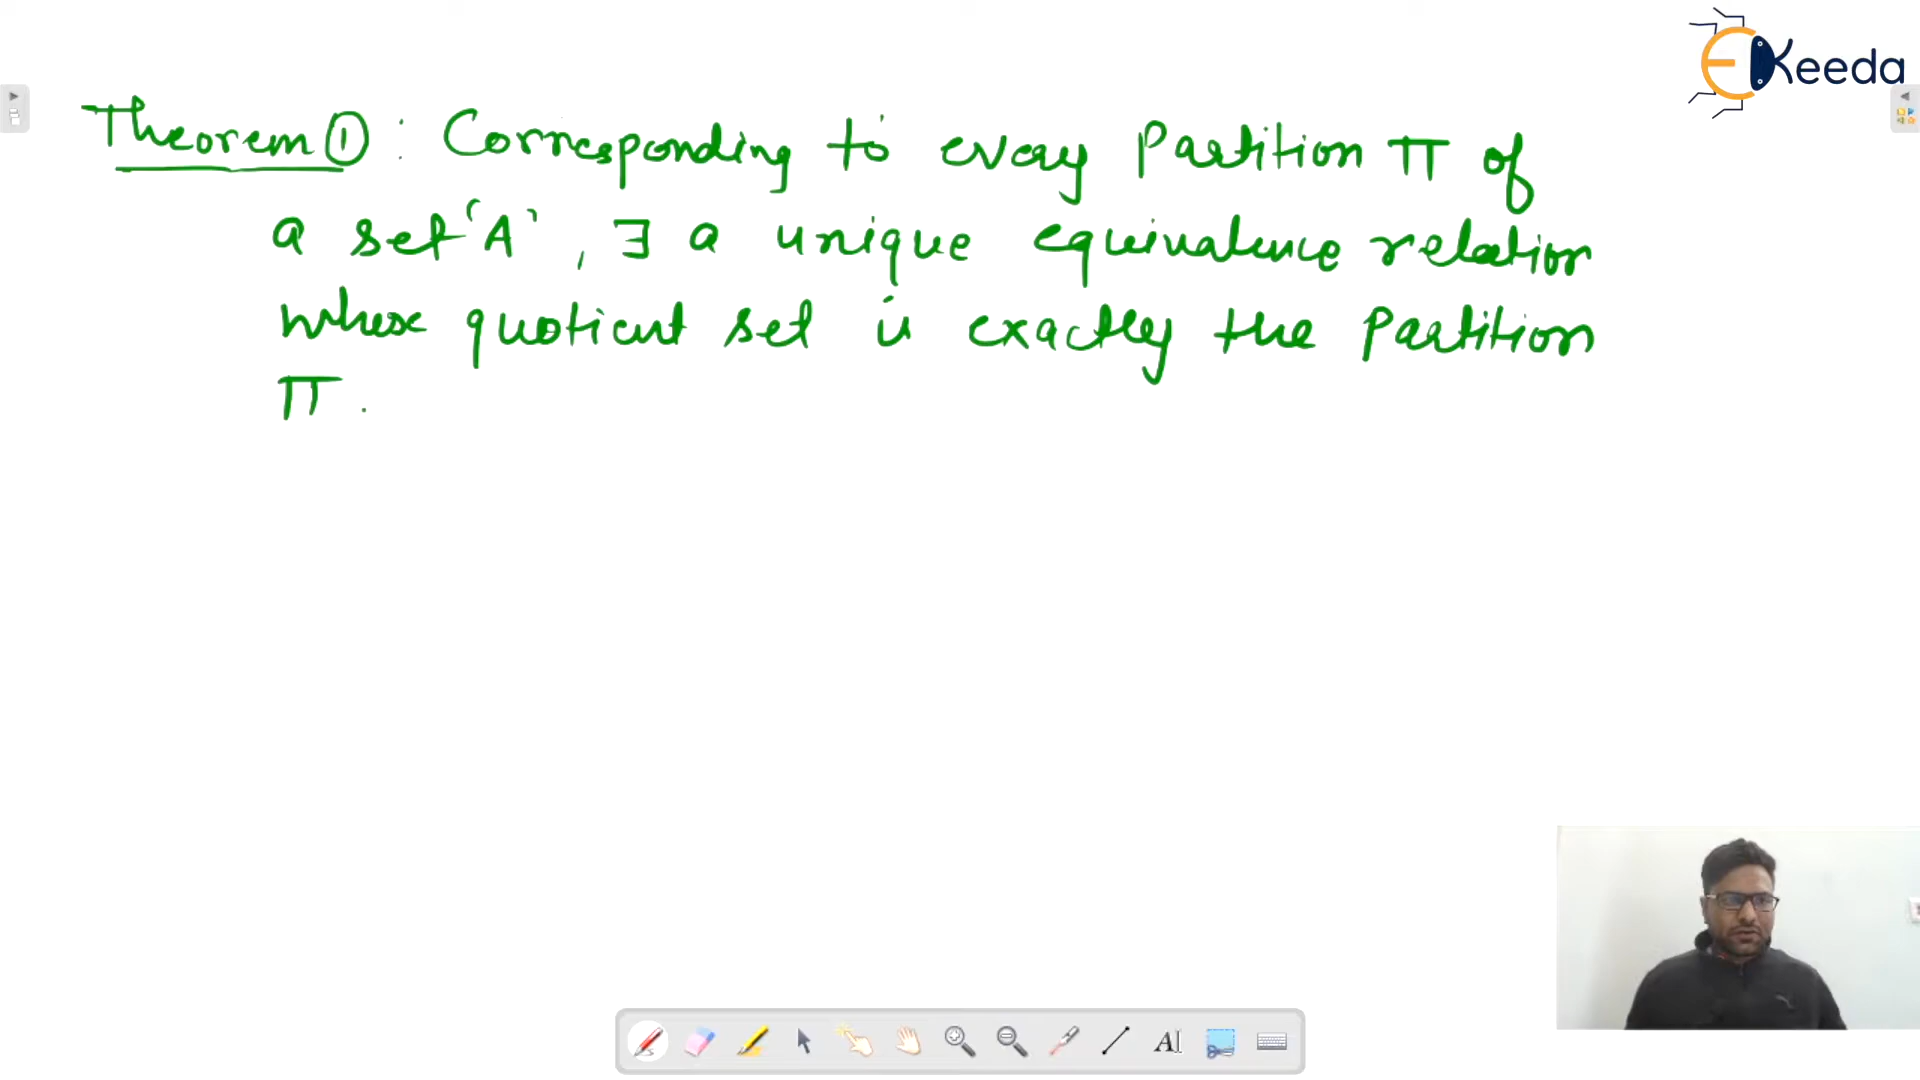 EKeeda
Theorem ① : Corresponding to every Partition π of
a set 'A' , ∃ a unique equivalence relation
whose quotient set is exactly the Partition
π .